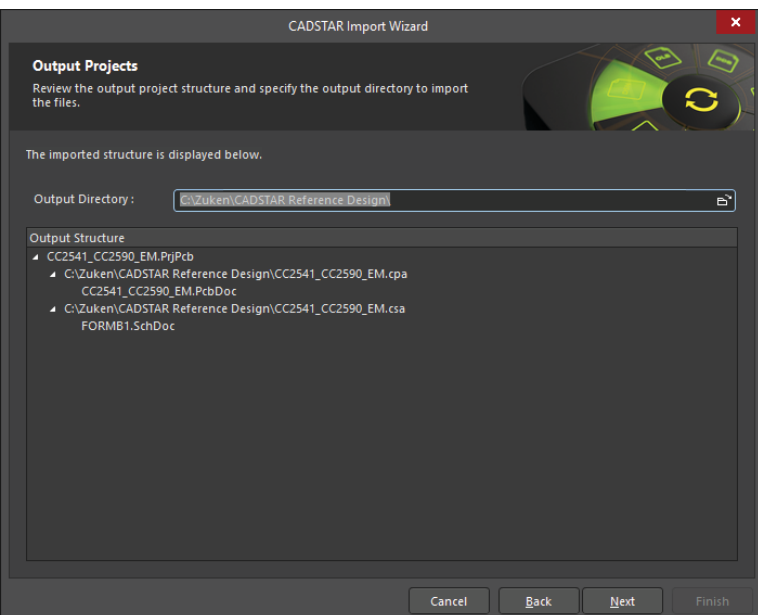 CADSTAR Import Wizard
Output Projects
Review the output project structure and specify the output directory to import
the files.
The imported structure is displayed below.
Output Directory : C:\Zuken\CADSTAR Reference Design\
Output Structure
CC2541_CC2590_EM.PrjPcb
C:\Zuken\CADSTAR Reference Design\CC2541_CC2590_EM.cpa
CC2541_CC2590_EM.PcbDoc
C:\Zuken\CADSTAR Reference Design\CC2541_CC2590_EM.csa
FORMB1.SchDoc
Cancel Back Next Finish